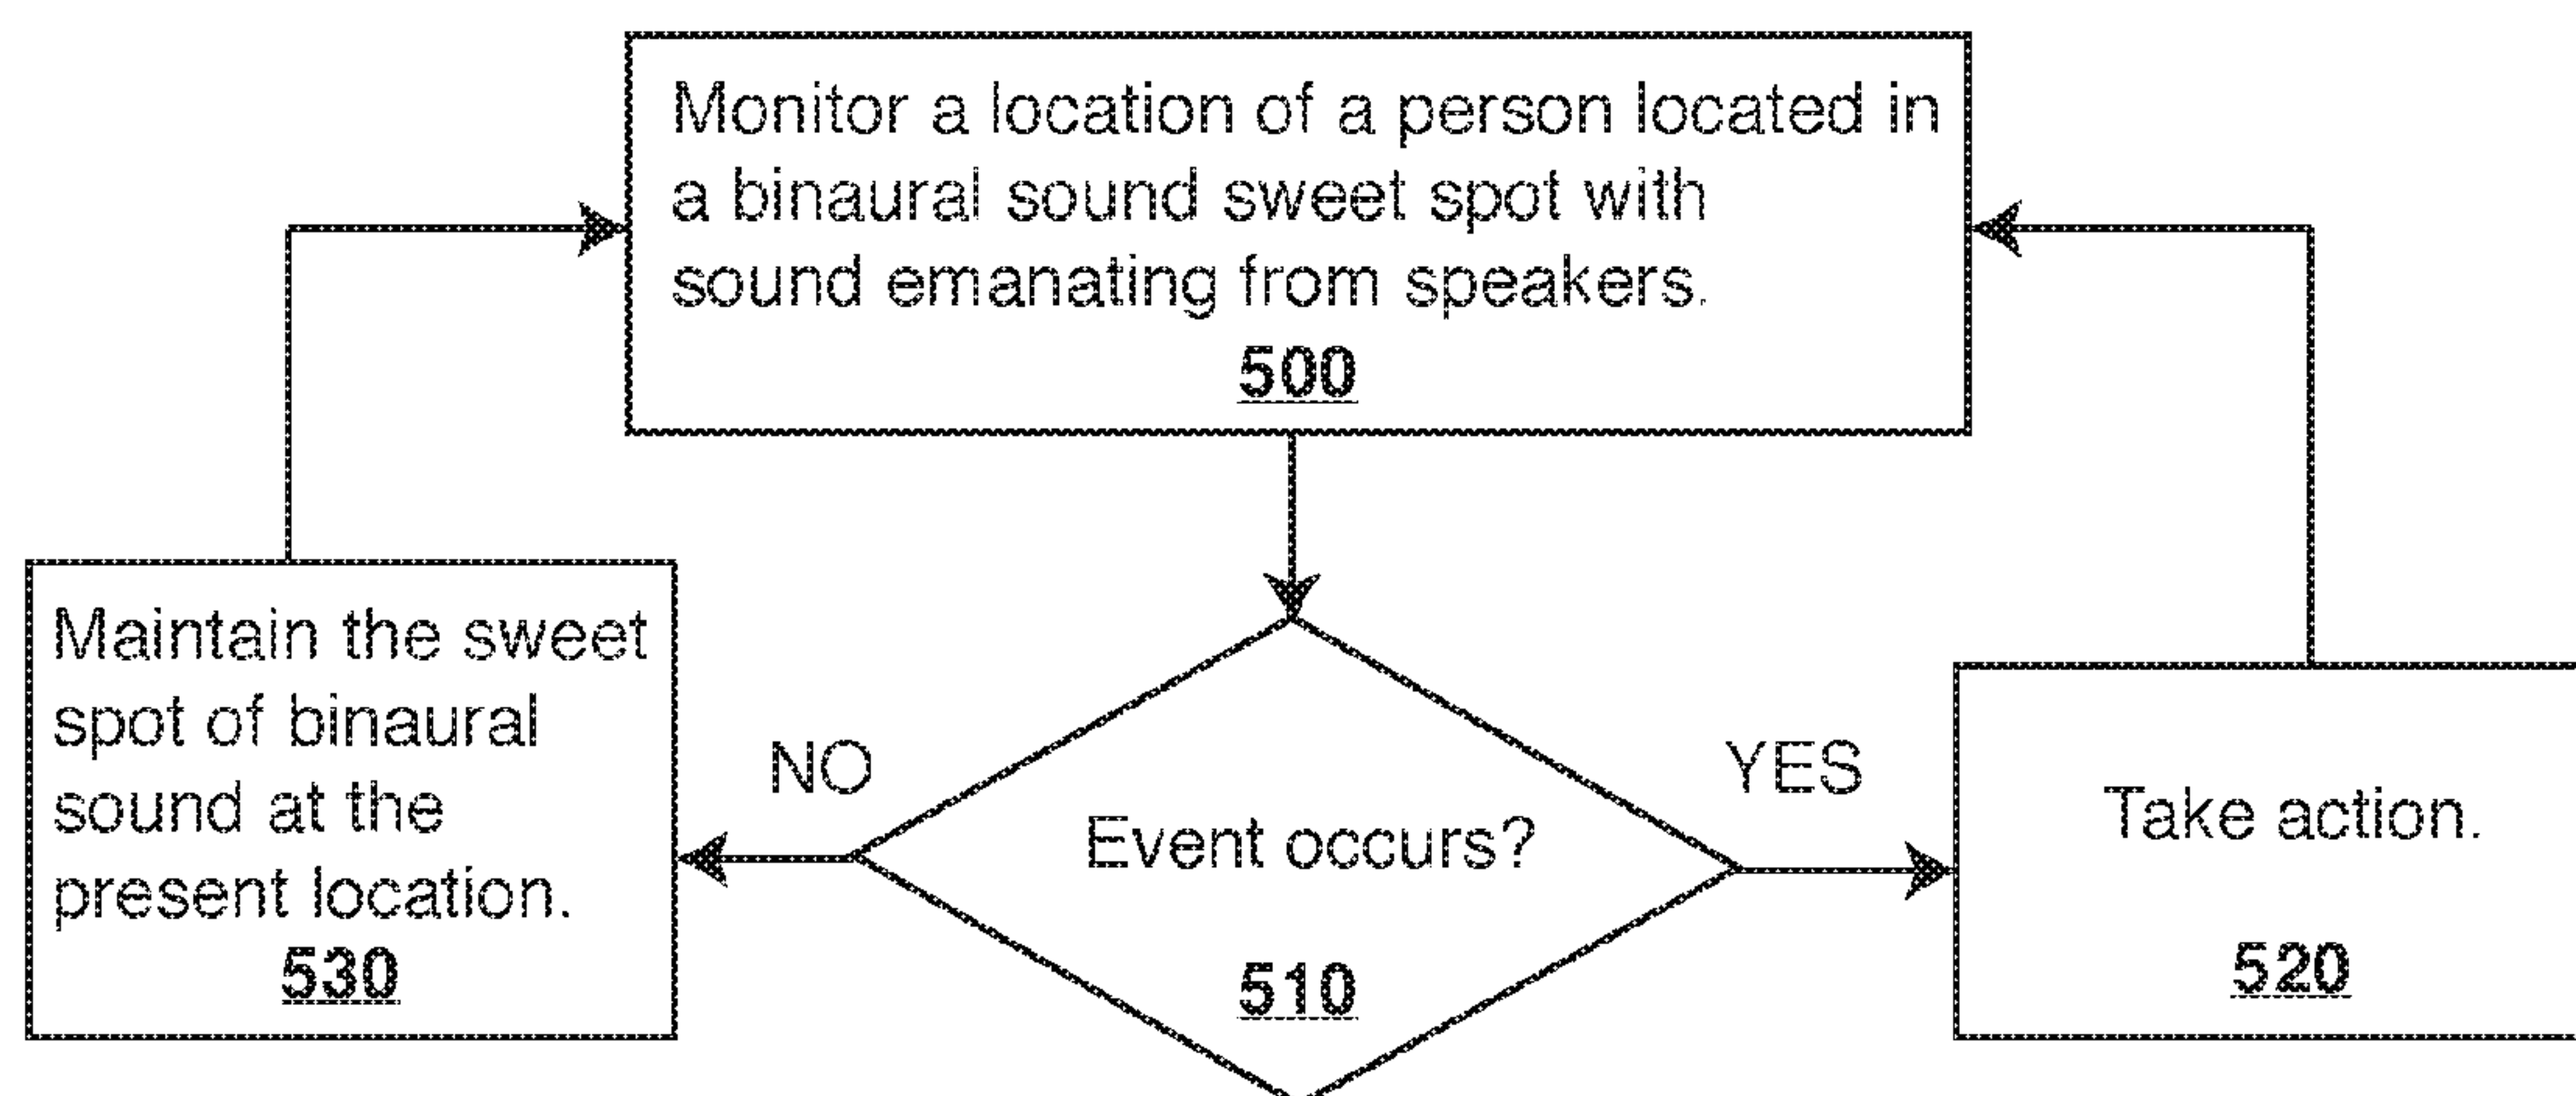 Monitor a location of a person located in
a binaural sound sweet spot with
sound emanating from speakers.
500
Maintain the sweet
spot of binaural
sound at the
present location.
530
NO
Event occurs?
510
YES
Take action.
520